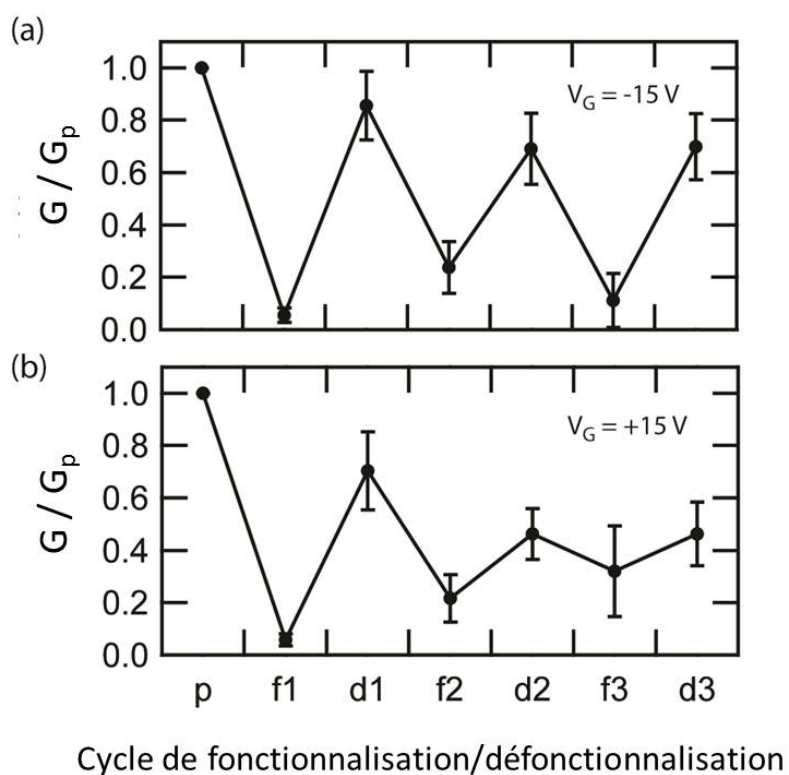 (a)
G / Gp
1.0
0.8
0.6
0.4
0.2
0.0
VG = -15 V
(b)
G / Gp
1.0
0.8
0.6
0.4
0.2
0.0
VG = +15 V
p f1 d1 f2 d2 f3 d3
Cycle de fonctionnalisation/défonctionnalisation